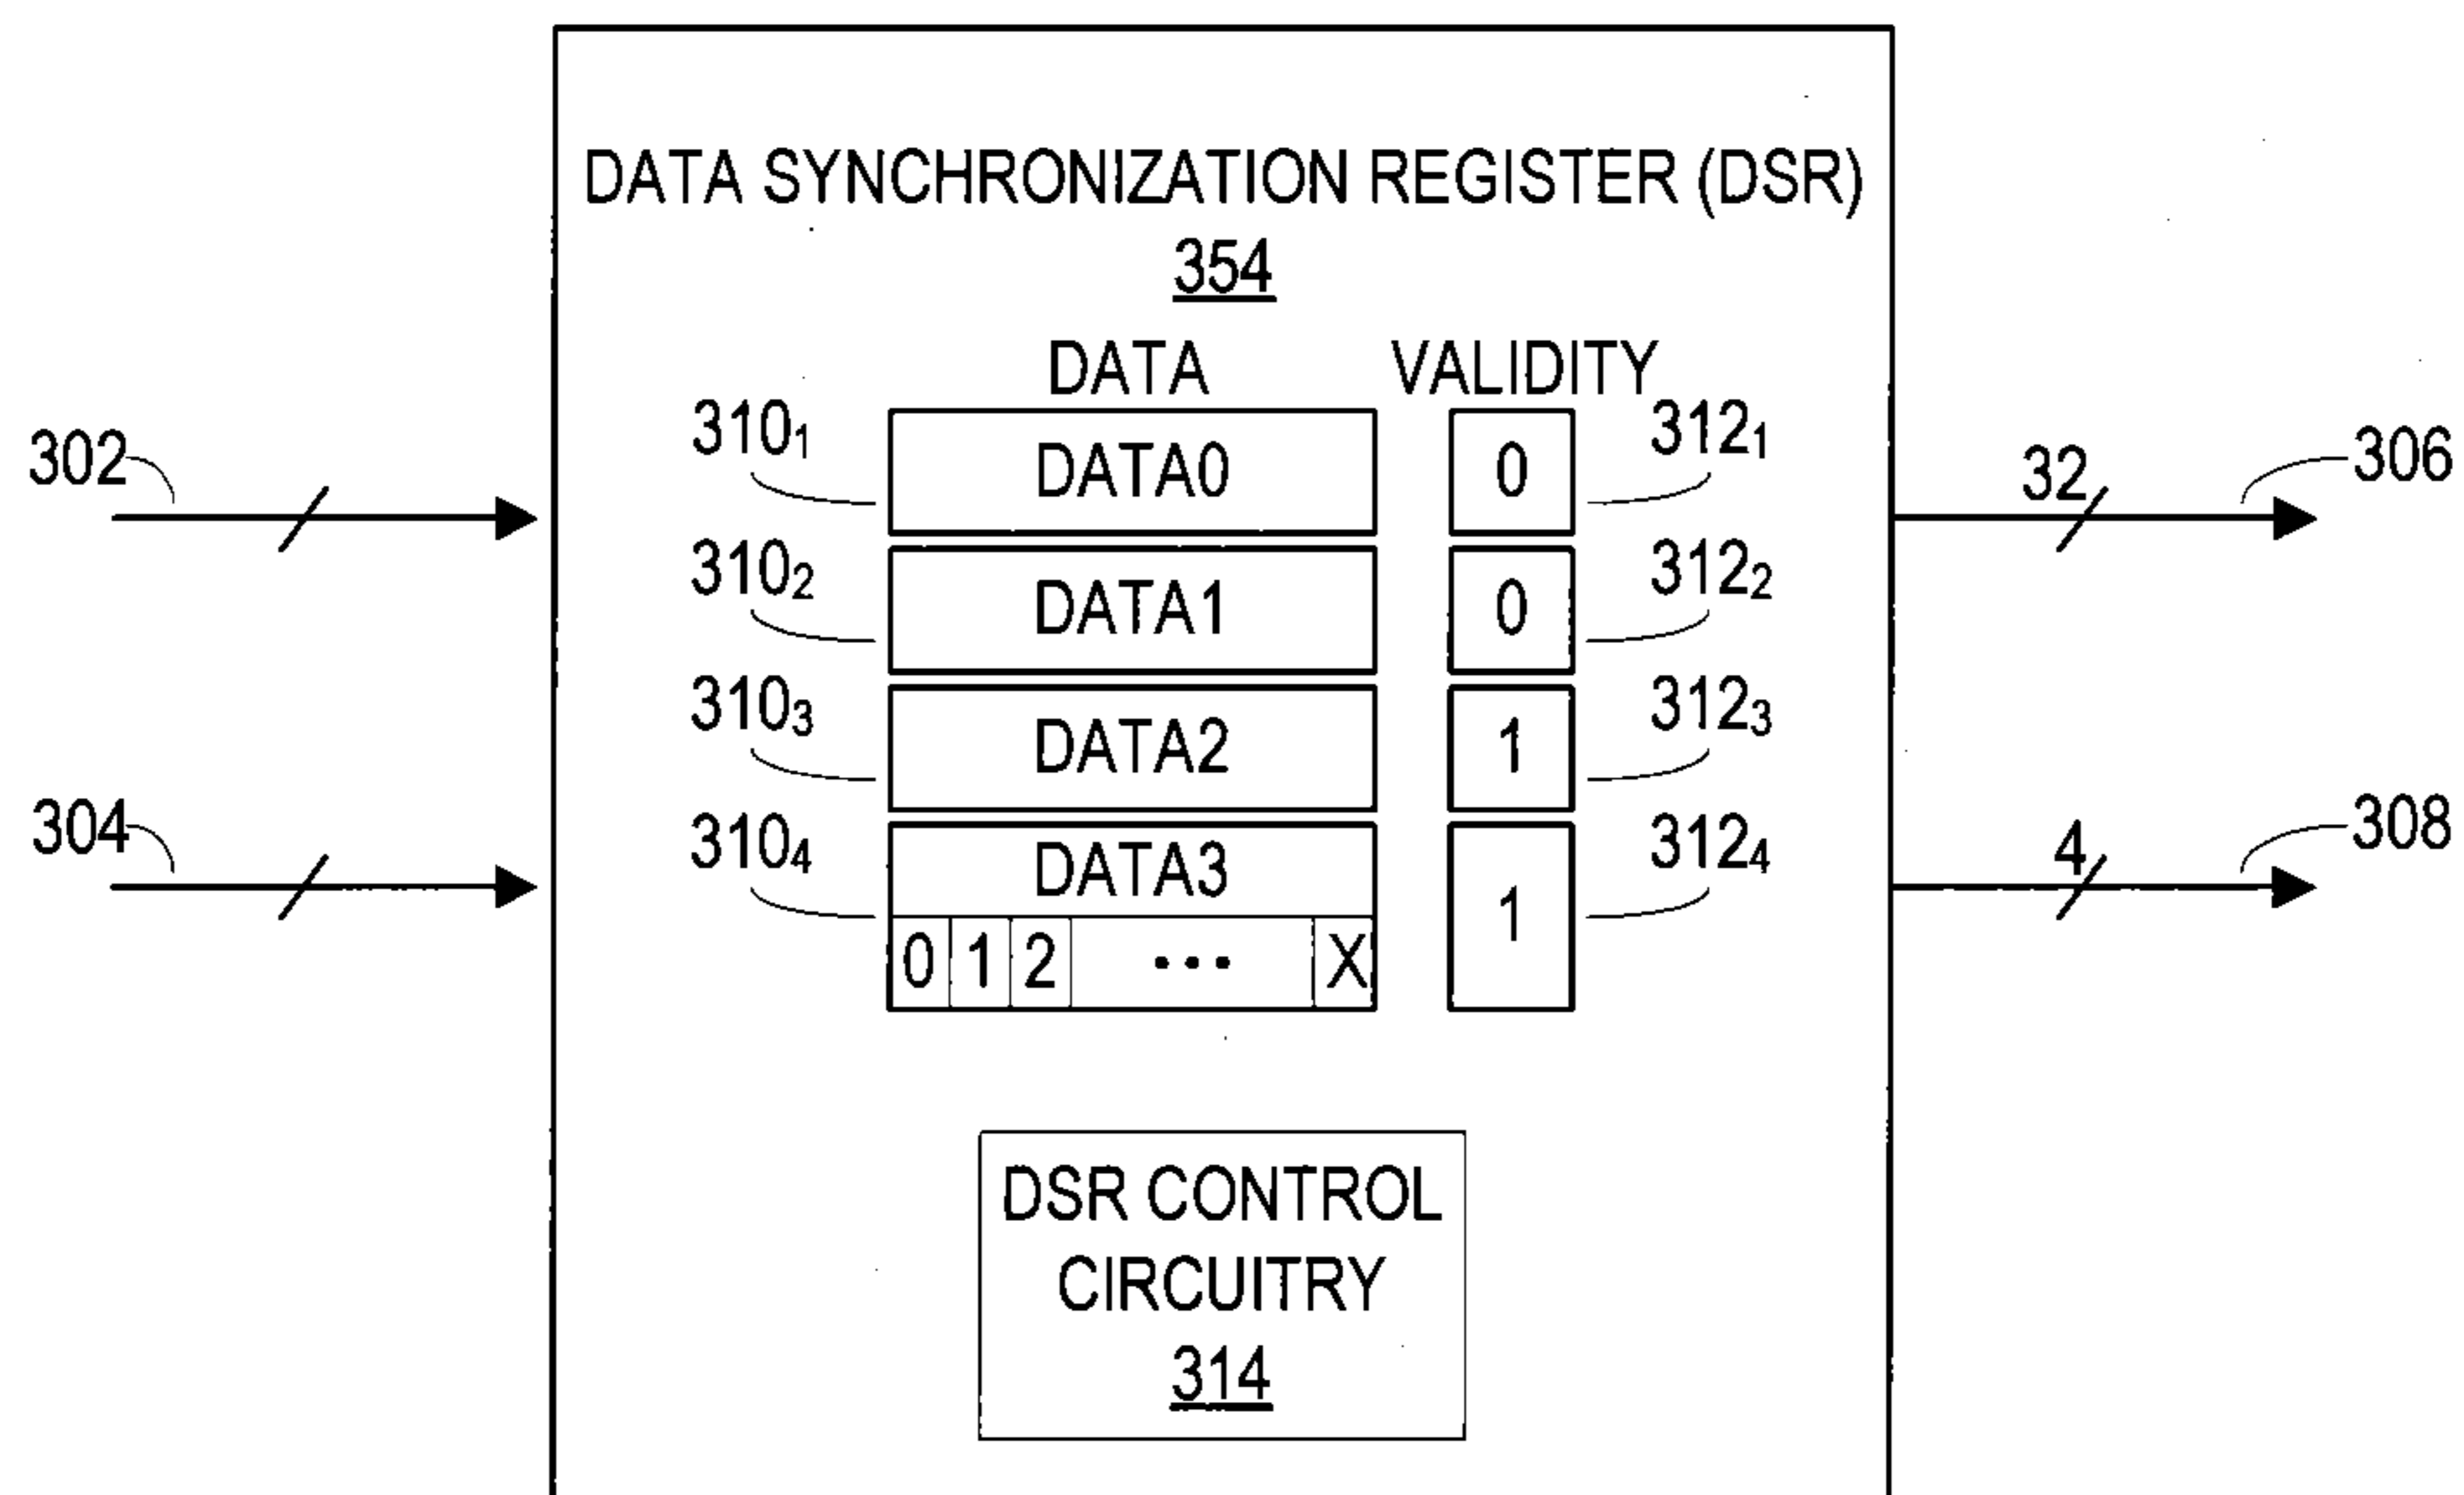 DATA SYNCHRONIZATION REGISTER (DSR)
354
DATA VALIDITY
310₁ DATA0 0 312₁
302 32 306
310₂ DATA1 0 312₂
310₃ DATA2 1 312₃
304 310₄ DATA3 1 312₄ 4 308
0 1 2 ••• X
DSR CONTROL
CIRCUITRY
314